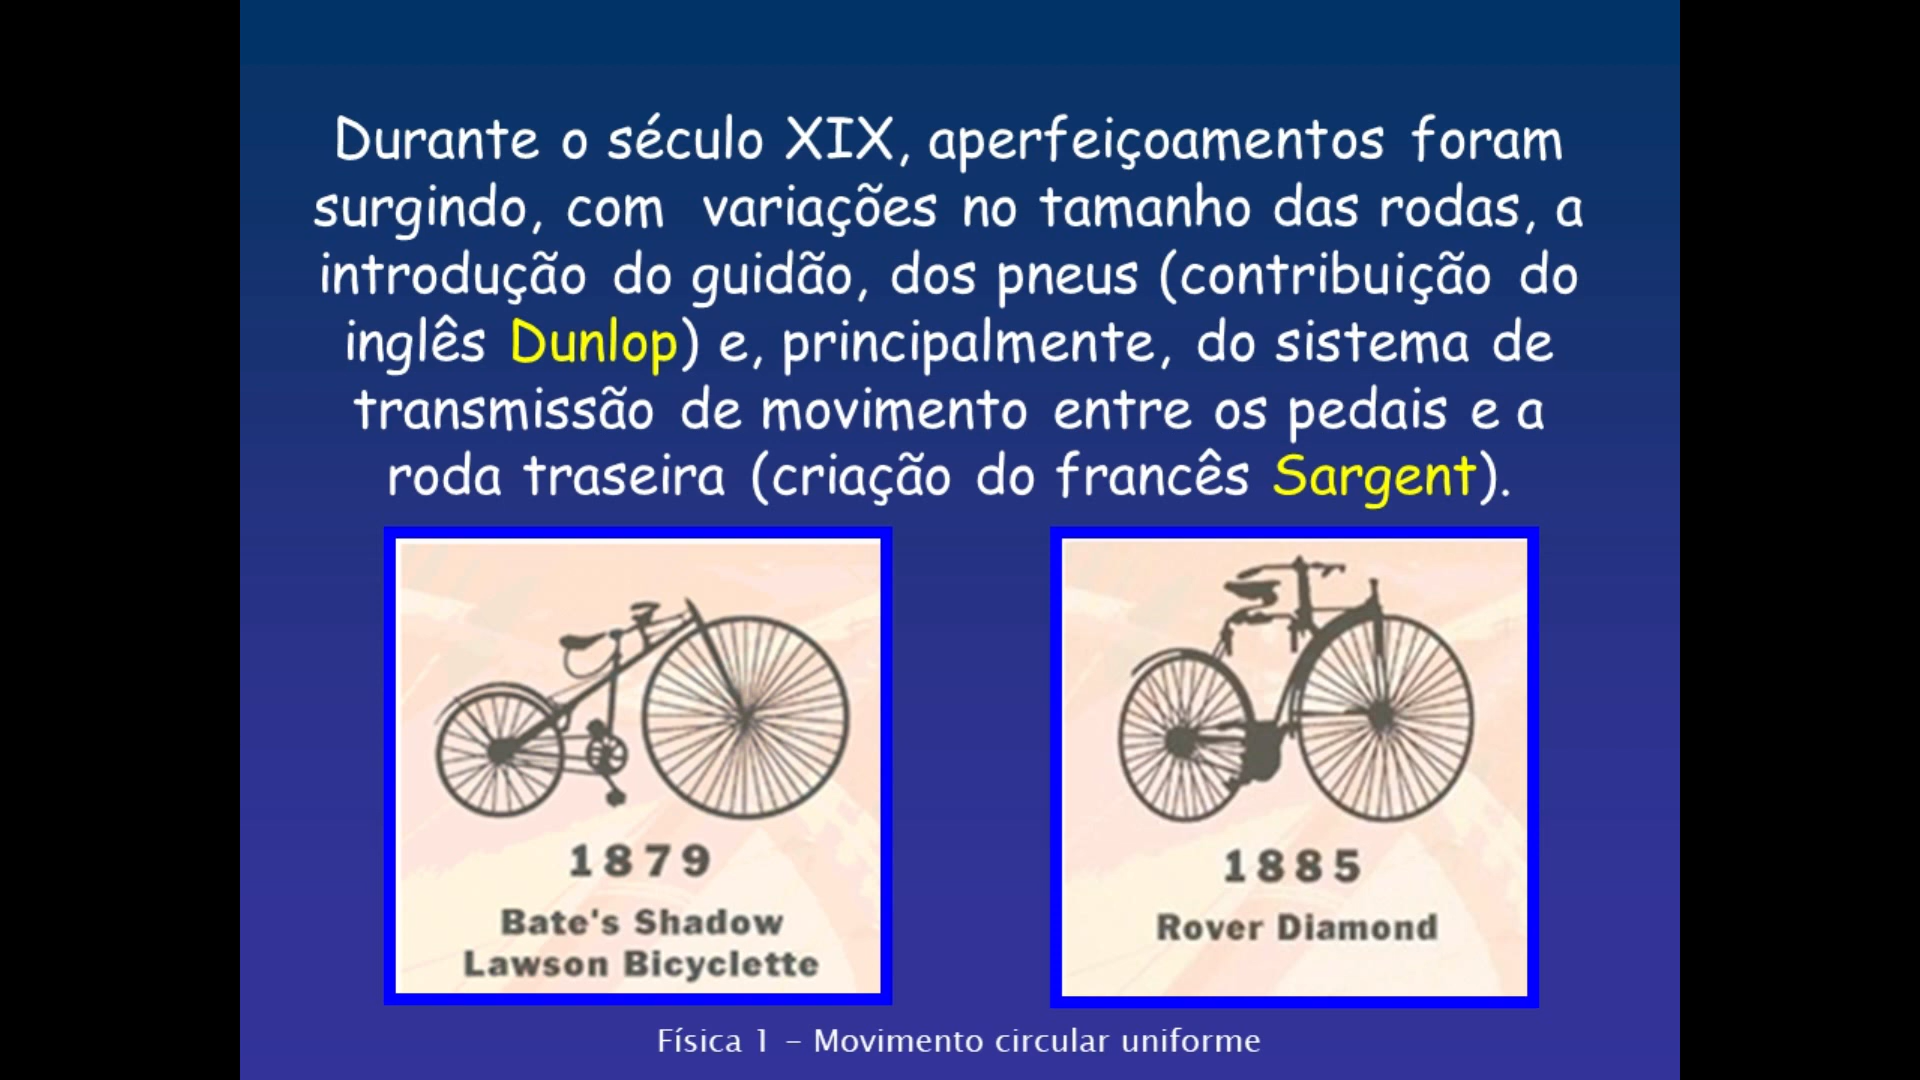 Durante o século XIX, aperfeiçoamentos foram
surgindo, com variações no tamanho das rodas, a
introdução do guidão, dos pneus (contribuição do
inglês Dunlop) e, principalmente, do sistema de
transmissão de movimento entre os pedais e a
roda traseira (criação do francês Sargent).
1879
Bate's Shadow
Lawson Bicyclette
1885
Rover Diamond
Física 1 - Movimento circular uniforme